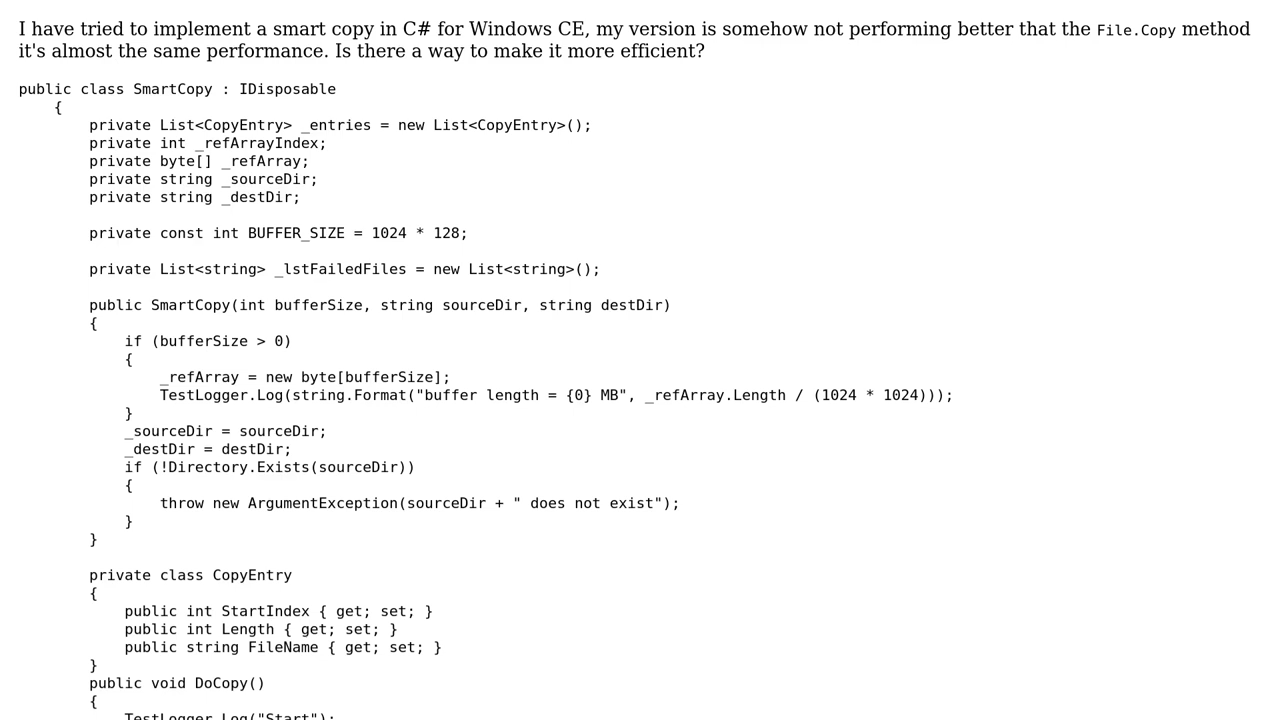 I have tried to implement a smart copy in C# for Windows CE, my version is somehow not performing better that the File.Copy method
it's almost the same performance. Is there a way to make it more efficient?
public class SmartCopy : IDisposable
{
private List<CopyEntry> _entries = new List<CopyEntry>();
private int _refArrayIndex;
private byte[] _refArray;
private string _sourceDir;
private string _destDir;
private const int BUFFER_SIZE = 1024 * 128;
private List<string> _lstFailedFiles = new List<string>();
public SmartCopy(int bufferSize, string sourceDir, string destDir)
{
if (bufferSize > 0)
{
_refArray = new byte[bufferSize];
TestLogger.Log(string.Format("buffer length = {0} MB", _refArray.Length / (1024 * 1024)));
}
_sourceDir = sourceDir;
_destDir = destDir;
if (!Directory.Exists(sourceDir))
{
throw new ArgumentException(sourceDir + " does not exist");
}
}
private class CopyEntry
{
public int StartIndex { get; set; }
public int Length { get; set; }
public string FileName { get; set; }
}
public void DoCopy()
{
TestLogger.Log("Start");